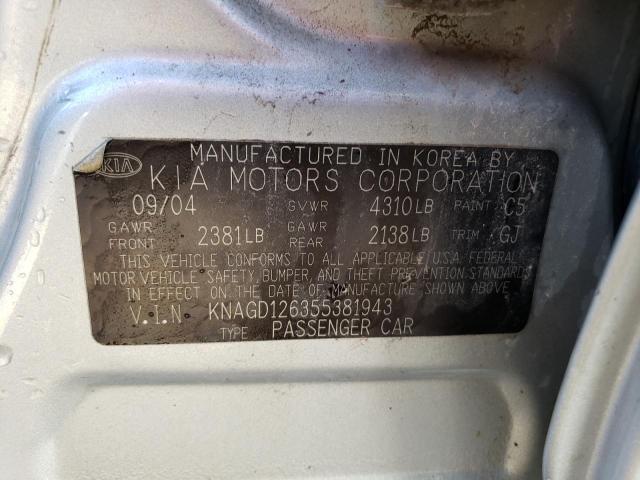 MANUFACTURED IN KOREA BY
KIA KIA MOTORS CORPORATION
09/04 GVWR 4310LB PAINT C5
GAWR FRONT 2381LB GAWR REAR 2138LB TRIM GJ
THIS VEHICLE CONFORMS TO ALL APPLICABLE U.S.A. FEDERAL
MOTOR VEHICLE SAFETY, BUMPER, AND THEFT PREVENTION STANDARDS
IN EFFECT ON THE DATE OF MANUFACTURE SHOWN ABOVE
V.I.N. KNAGD126355381943
TYPE PASSENGER CAR